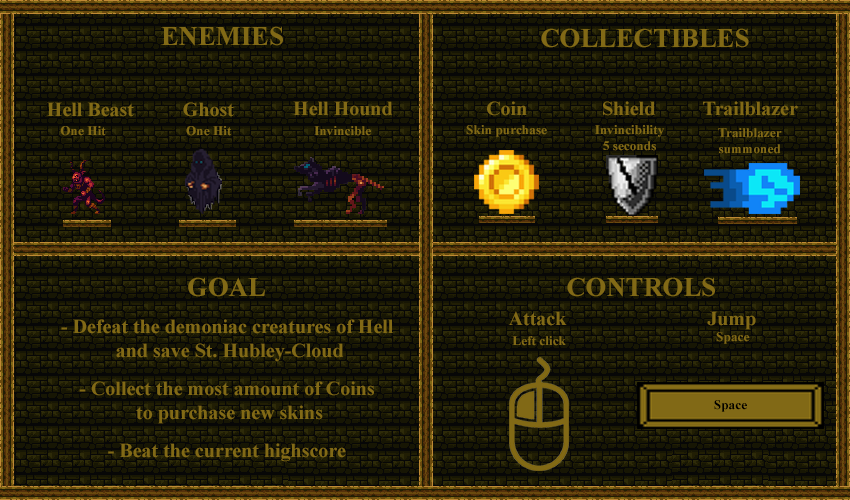 ENEMIES
Hell Beast
One Hit
Ghost
One Hit
Hell Hound
Invincible
COLLECTIBLES
Coin
Skin purchase
Shield
Invincibility
5 seconds
Trailblazer
Trailblazer
summoned
GOAL
- Defeat the demoniac creatures of Hell
and save St. Hubley-Cloud
- Collect the most amount of Coins
to purchase new skins
- Beat the current highscore
CONTROLS
Attack
Left click
Jump
Space
Space